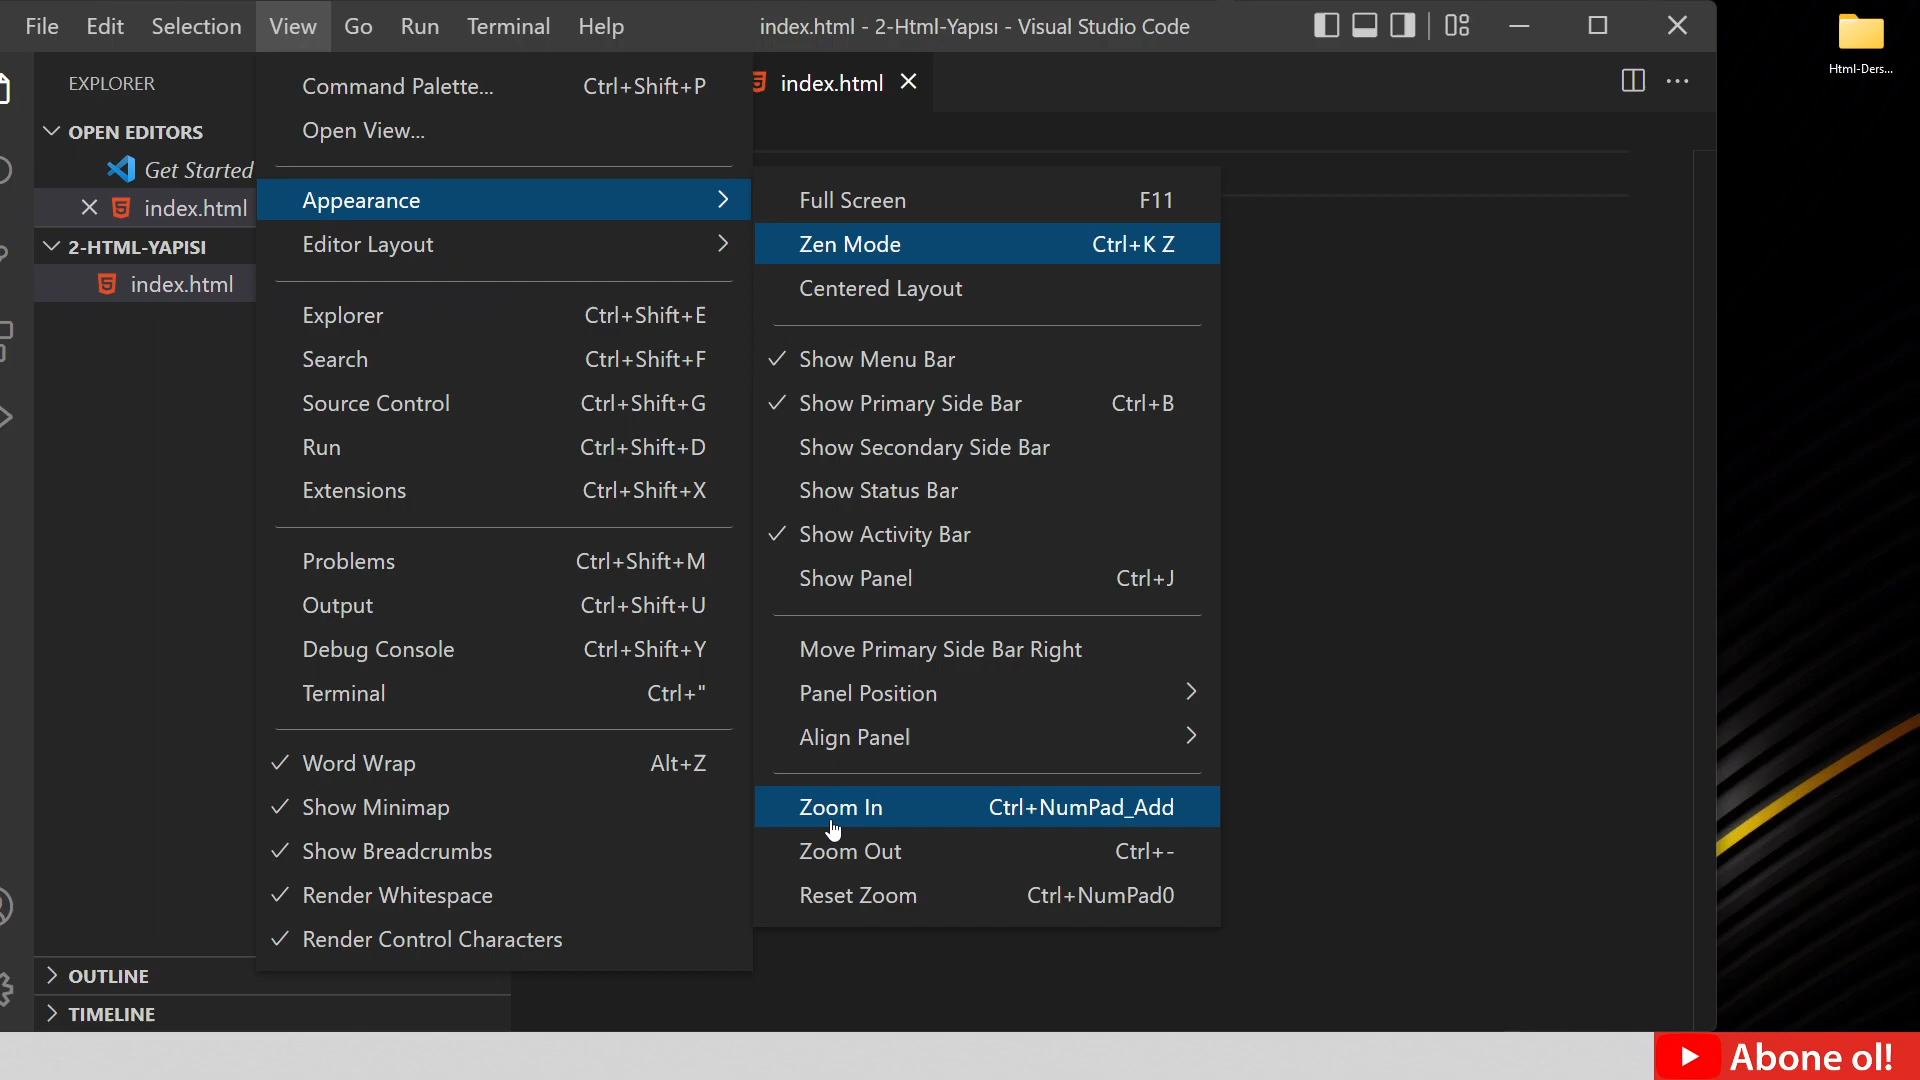 File Edit Selection View Go Run Terminal Help index.html - 2-Html-Yapısı - Visual Studio Code
Html-Ders...
EXPLORER
OPEN EDITORS
Get Started
index.html
2-HTML-YAPISI
index.html
OUTLINE
TIMELINE
Command Palette... Ctrl+Shift+P
Open View...
Appearance
Editor Layout
Explorer Ctrl+Shift+E
Search Ctrl+Shift+F
Source Control Ctrl+Shift+G
Run Ctrl+Shift+D
Extensions Ctrl+Shift+X
Problems Ctrl+Shift+M
Output Ctrl+Shift+U
Debug Console Ctrl+Shift+Y
Terminal Ctrl+"
Word Wrap Alt+Z
Show Minimap
Show Breadcrumbs
Render Whitespace
Render Control Characters
index.html
Full Screen F11
Zen Mode Ctrl+K Z
Centered Layout
Show Menu Bar
Show Primary Side Bar Ctrl+B
Show Secondary Side Bar
Show Status Bar
Show Activity Bar
Show Panel Ctrl+J
Move Primary Side Bar Right
Panel Position
Align Panel
Zoom In Ctrl+NumPad_Add
Zoom Out Ctrl+-
Reset Zoom Ctrl+NumPad0
Abone ol!